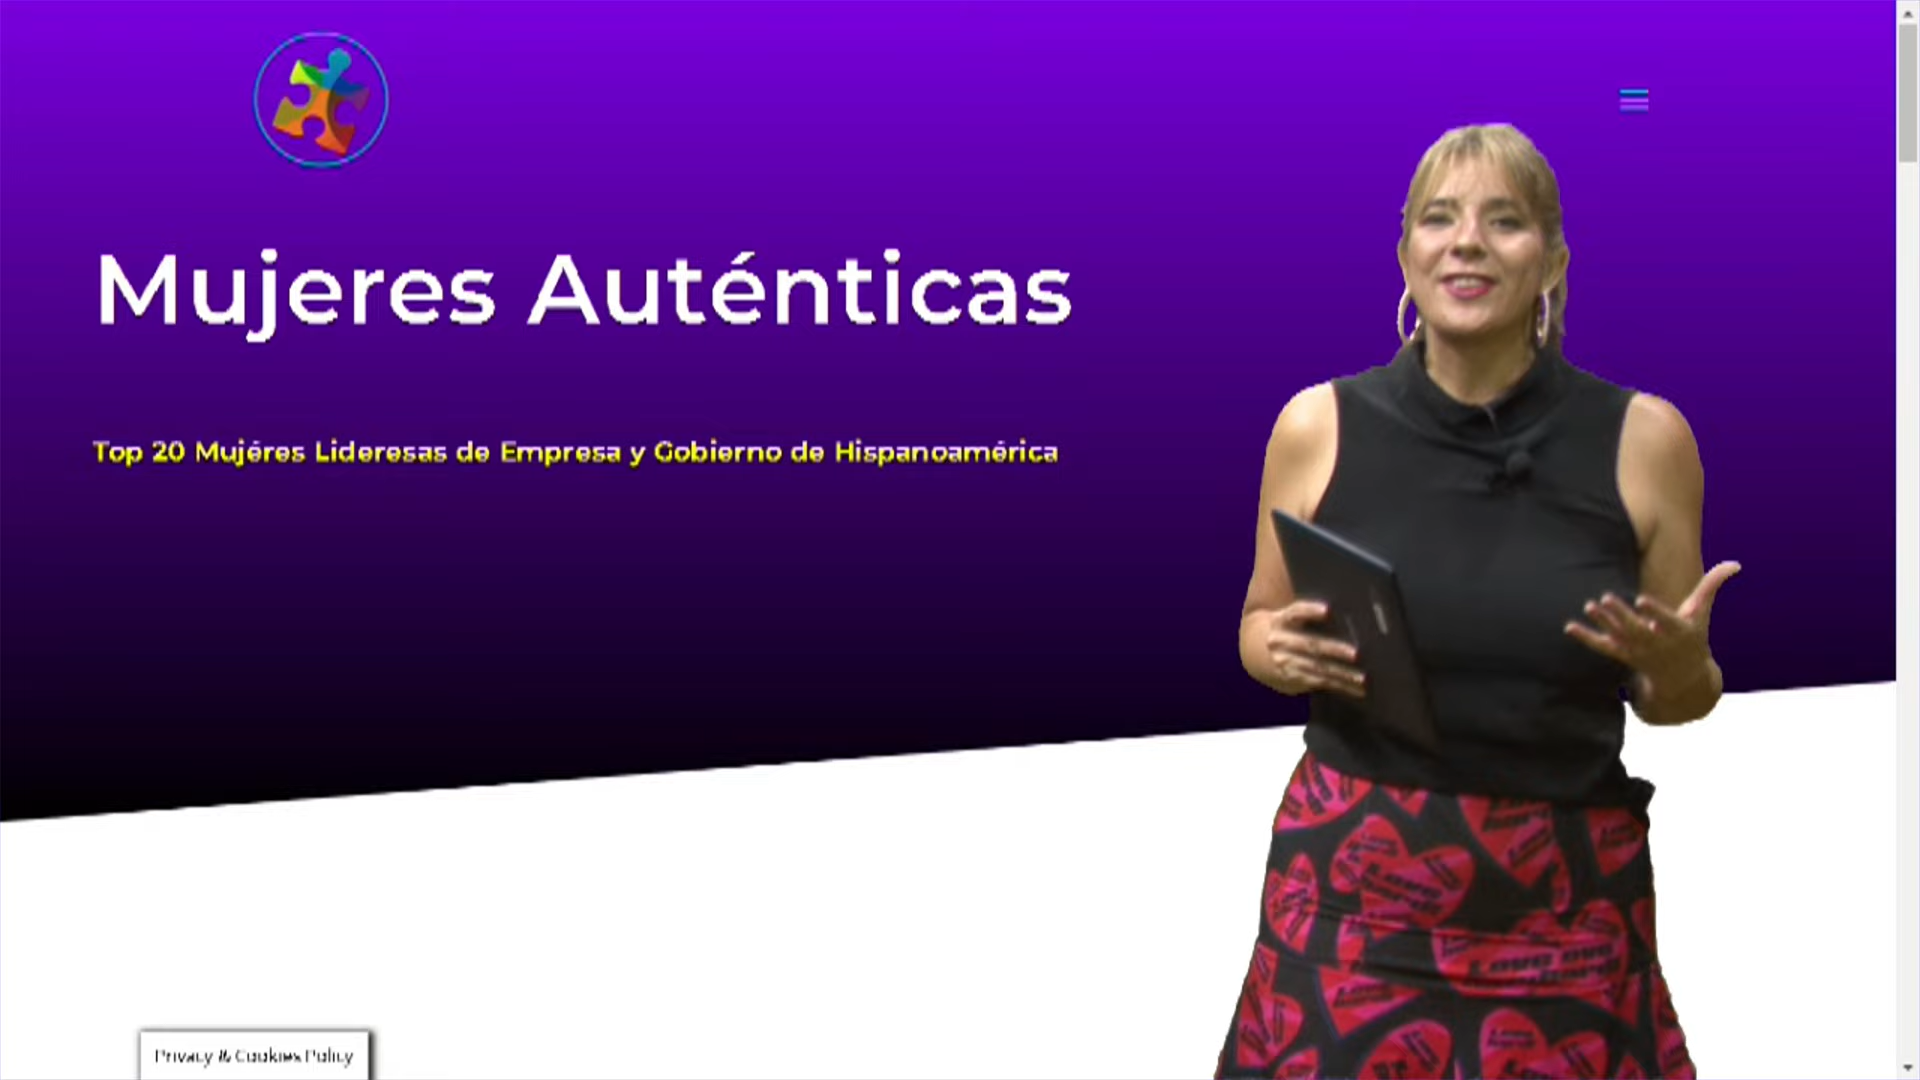 Mujeres Auténticas
Top 20 Mujéres Lideresas de Empresa y Gobierno de Hispanoamérica
Privacy & Cookies Policy